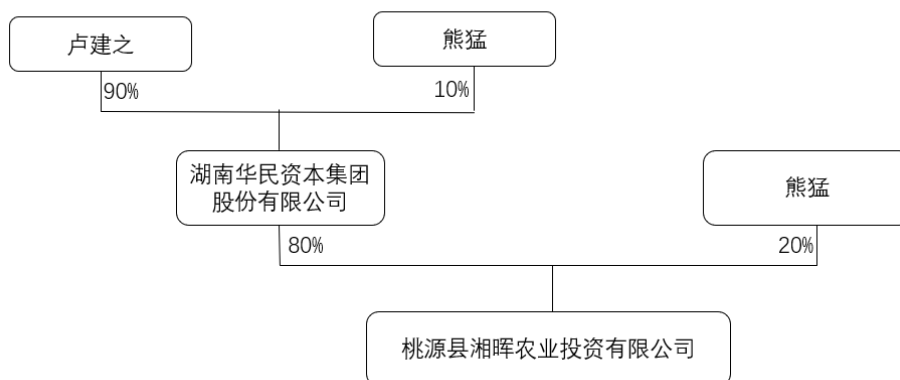 卢建之
熊猛
90%
10%
湖南华民资本集团
股份有限公司
熊猛
80%
20%
桃源县湘晖农业投资有限公司